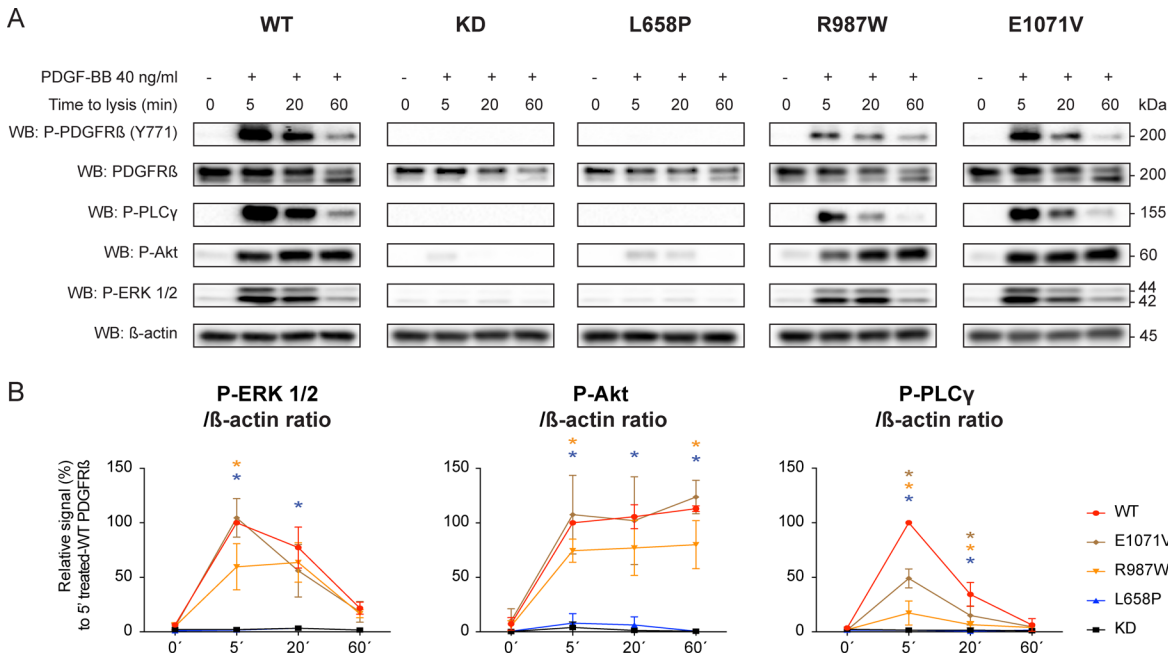 A
WT KD L658P R987W E1071V
PDGF-BB 40 ng/ml - + + + - + + + - + + + - + + + - + + +
Time to lysis (min) 0 5 20 60 0 5 20 60 0 5 20 60 0 5 20 60 0 5 20 60 kDa
WB: P-PDGFRß (Y771) 200
WB: PDGFRß 200
WB: P-PLCγ 155
WB: P-Akt 60
WB: P-ERK 1/2 44
42
WB: ß-actin 45
B
P-ERK 1/2
/ß-actin ratio
P-Akt
/ß-actin ratio
P-PLCγ
/ß-actin ratio
Relative signal (%)
to 5' treated-WT PDGFRß
150
100
50
0
0´ 5´ 20´ 60´
* * *
150
100
50
0
0´ 5´ 20´ 60´
* * * * *
150
100
50
0
0´ 5´ 20´ 60´
* * * * * *
WT
E1071V
R987W
L658P
KD